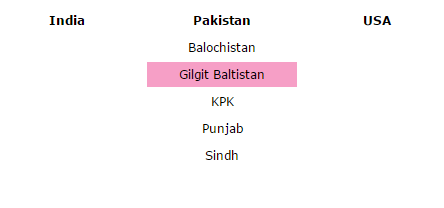 India Pakistan USA
Balochistan
Gilgit Baltistan
KPK
Punjab
Sindh